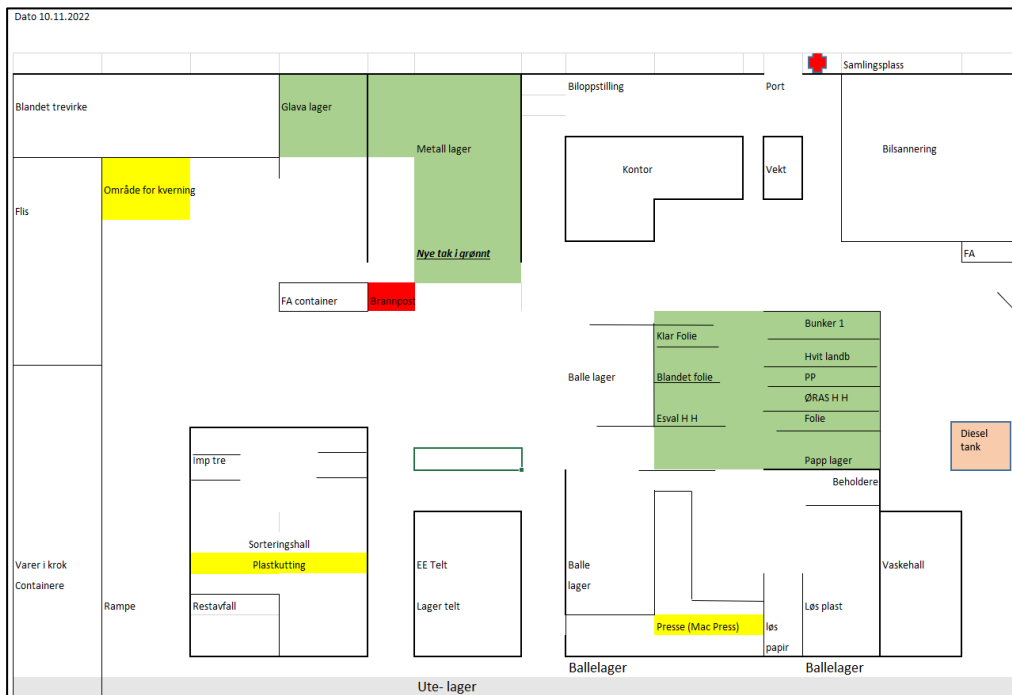 Dato 10.11.2022
Samlingsplass
Biloppstilling
Port
Blandet trevirke
Glava lager
Metall lager
Bilsannering
Kontor
Vekt
Område for kverning
Flis
Nye tak i grønnt
FA
FA container
Brannpost
Bunker 1
Klar Folie
Hvit landb
Balle lager
Blandet folie
PP
ØRAS H H
Esval H H
Folie
Diesel
tank
Imp tre
Papp lager
Beholdere
Sorteringshall
Varer i krok
Containere
Plastkutting
EE Telt
Balle
lager
Vaskehall
Rampe
Restavfall
Lager telt
Løs plast
Presse (Mac Press)
løs
papir
Ballelager
Ballelager
Ute- lager